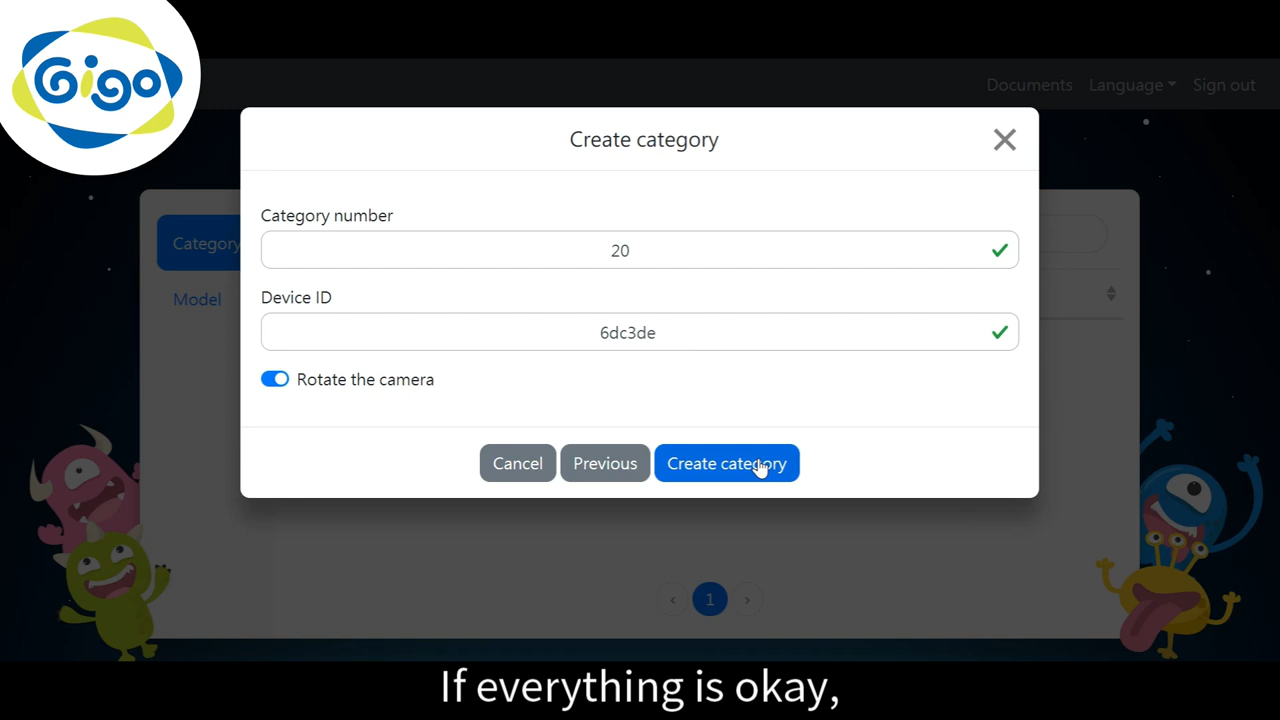 Gigo
Documents Language Sign out
Create category
Category number
20
Category
Device ID
Model
6dc3de
Rotate the camera
Cancel Previous Create category
‹ 1 ›
If everything is okay,